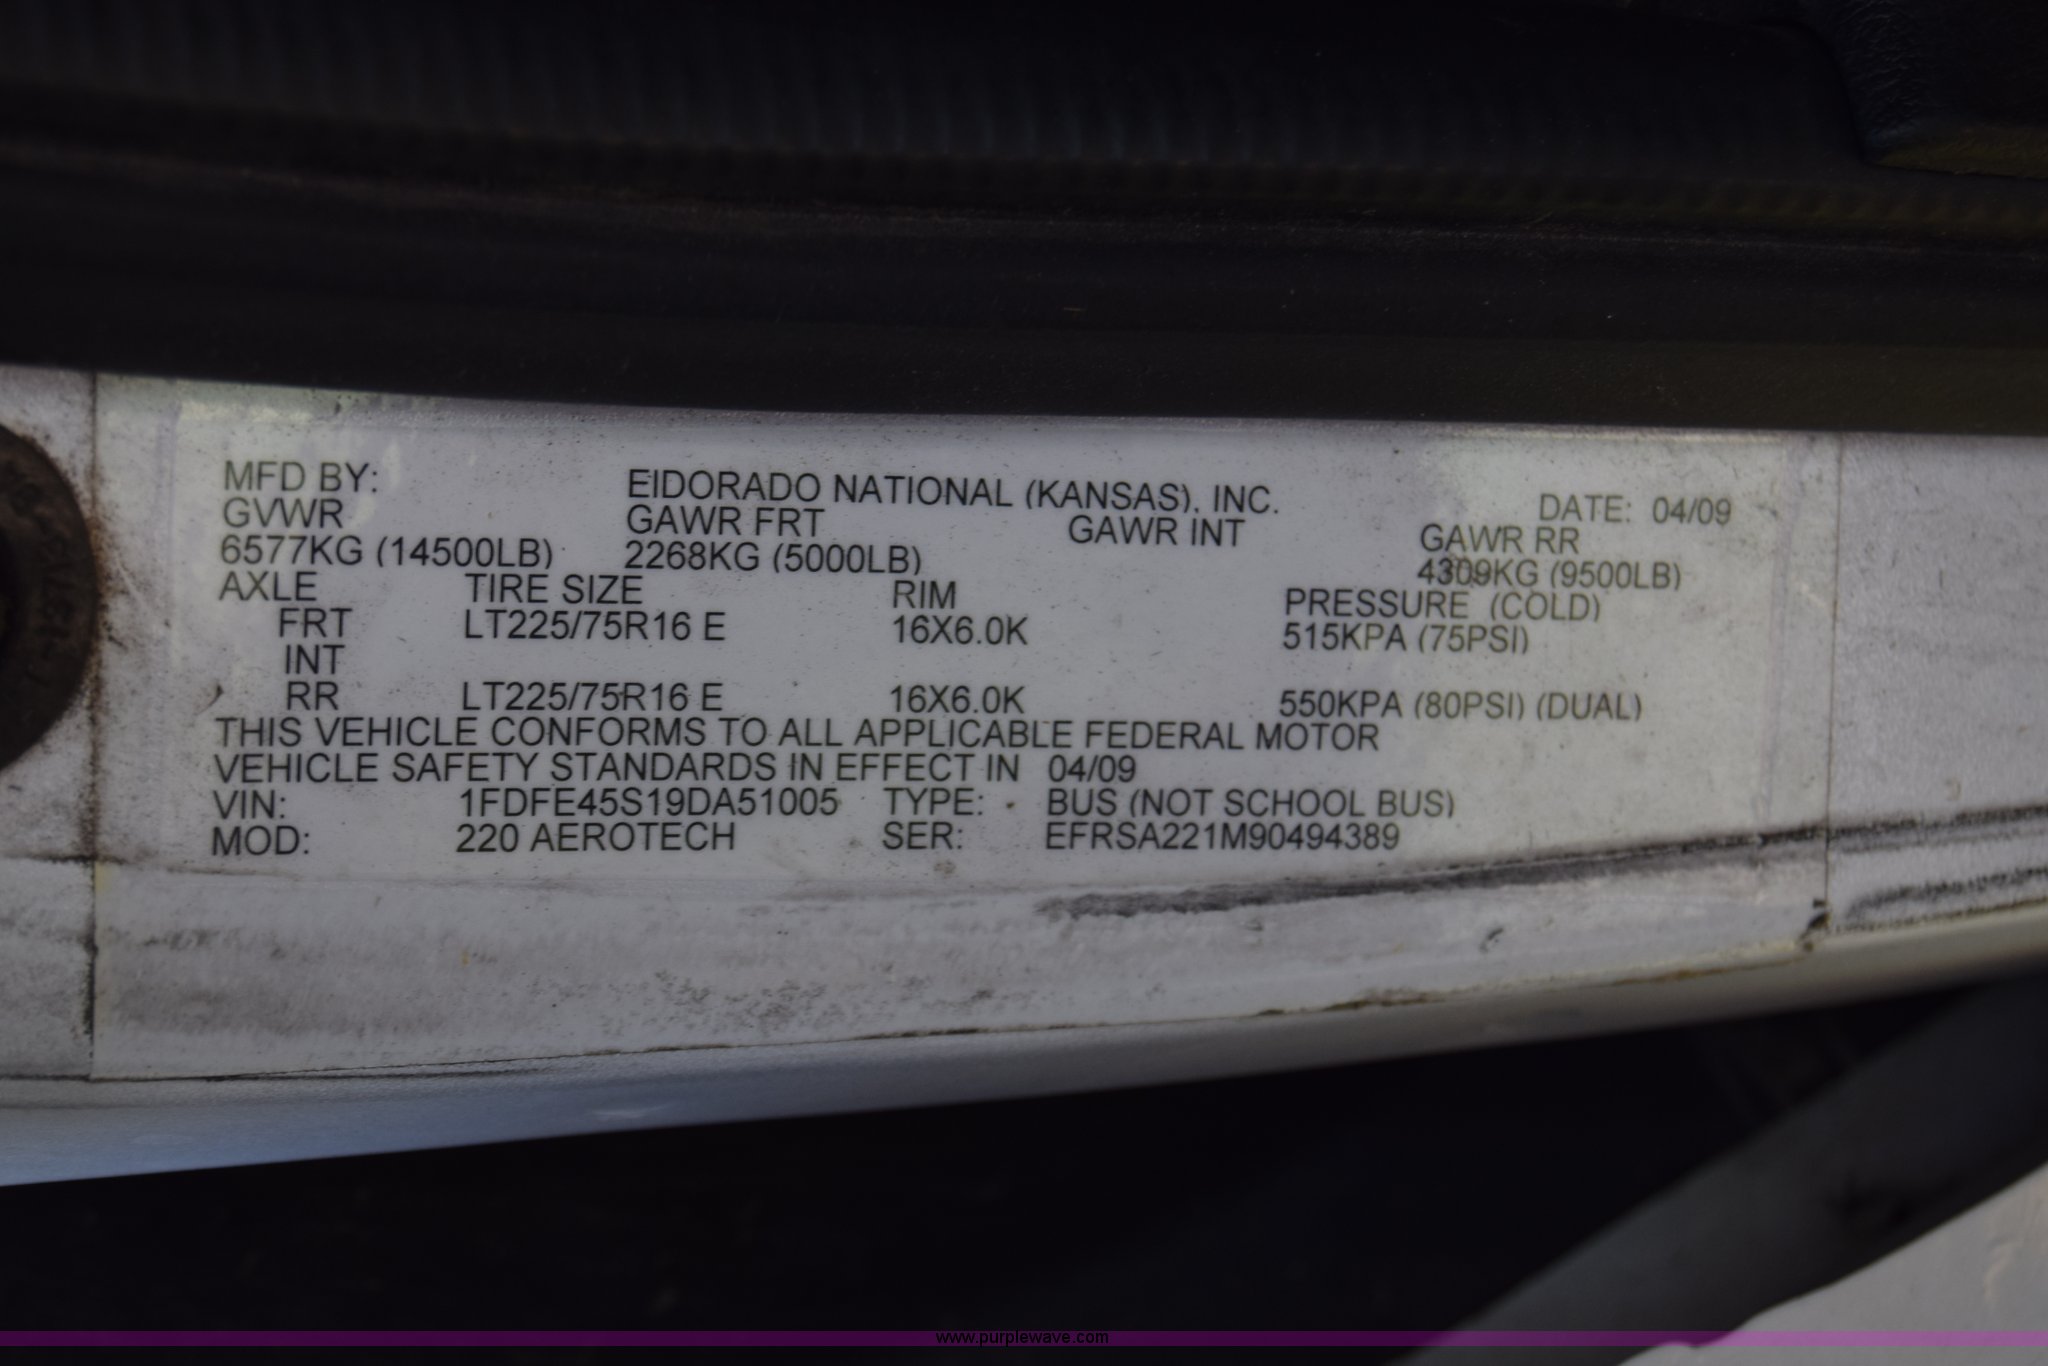 MFD BY: EIDORADO NATIONAL (KANSAS), INC. DATE: 04/09
GVWR GAWR FRT GAWR INT GAWR RR
6577KG (14500LB) 2268KG (5000LB) 4309KG (9500LB)
AXLE TIRE SIZE RIM PRESSURE (COLD)
FRT LT225/75R16 E 16X6.0K 515KPA (75PSI)
INT
RR LT225/75R16 E 16X6.0K 550KPA (80PSI) (DUAL)
THIS VEHICLE CONFORMS TO ALL APPLICABLE FEDERAL MOTOR
VEHICLE SAFETY STANDARDS IN EFFECT IN 04/09
VIN: 1FDFE45S19DA51005 TYPE: BUS (NOT SCHOOL BUS)
MOD: 220 AEROTECH SER: EFRSA221M90494389
www.purplewave.com